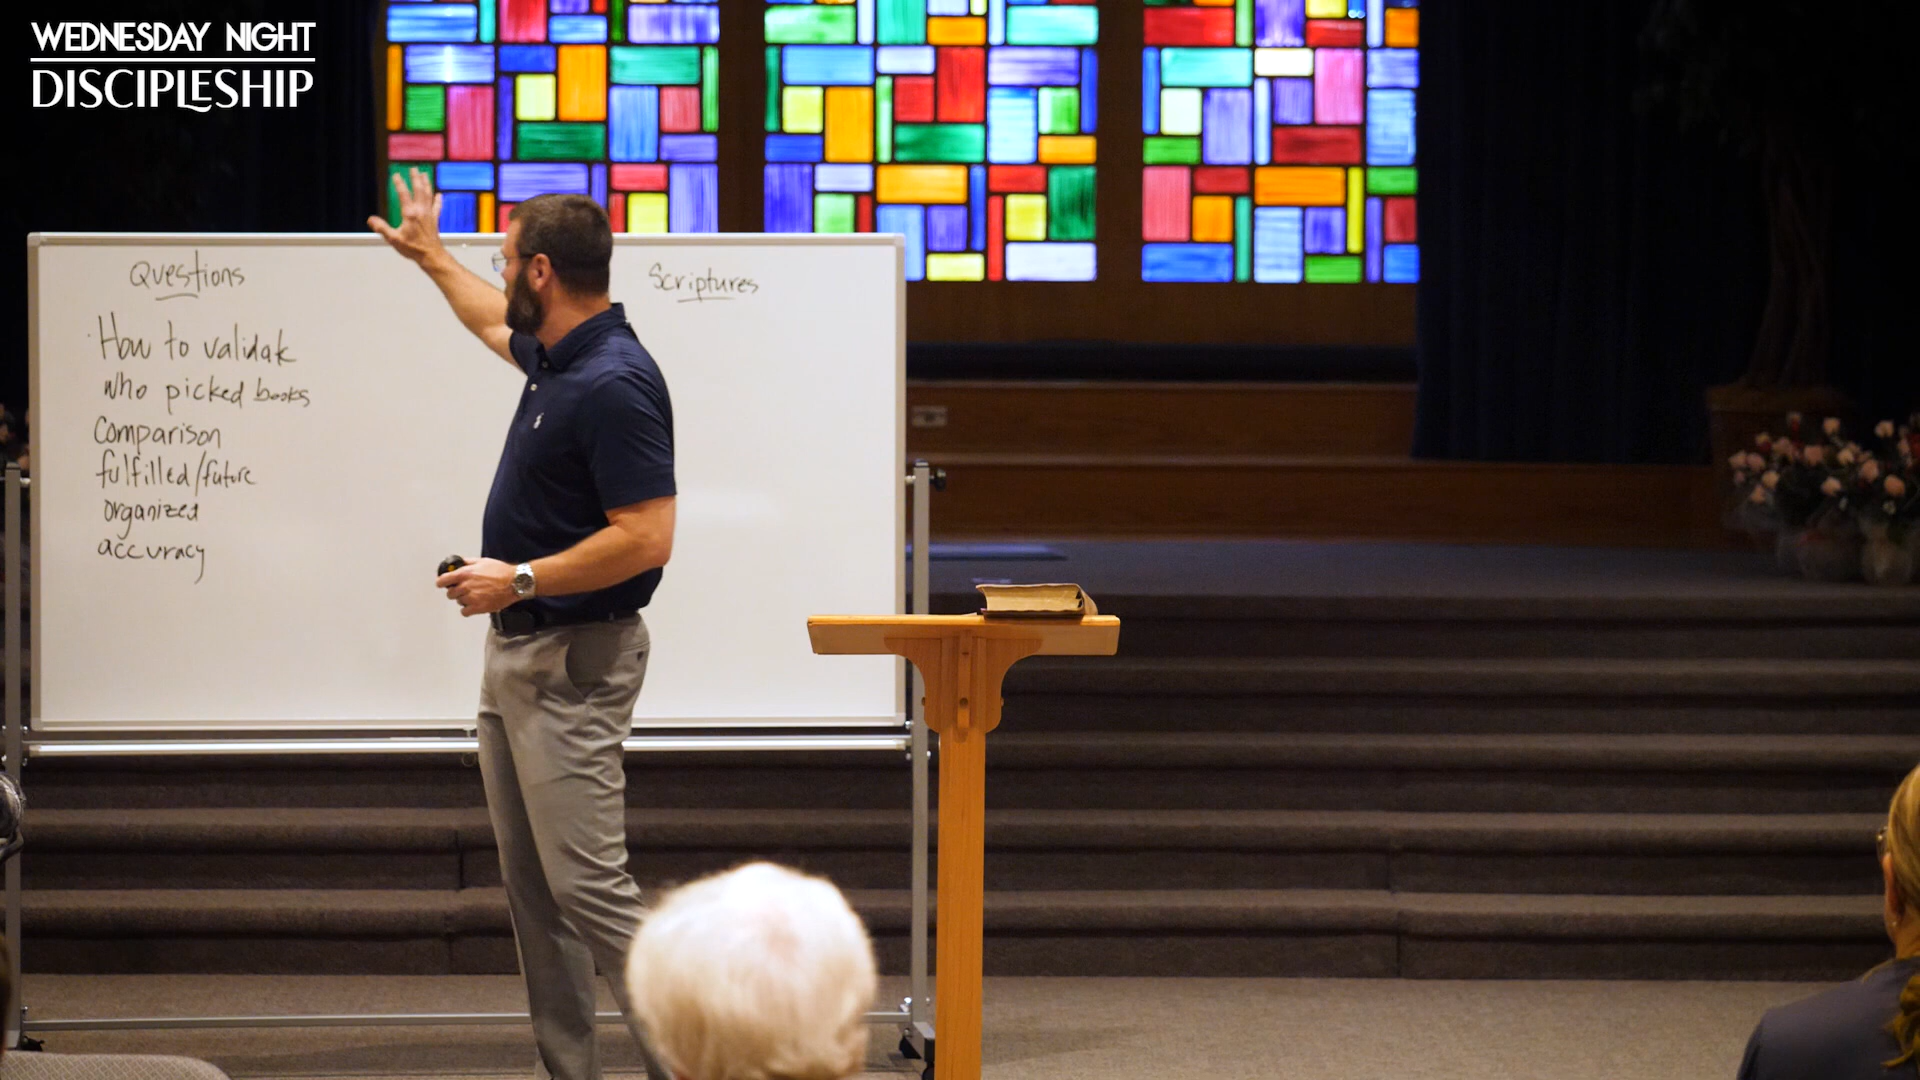 WEDNESDAY NIGHT
DISCIPLESHIP
Questions
How to validate
who picked books
Comparison
fulfilled/future
organized
accuracy
Scriptures